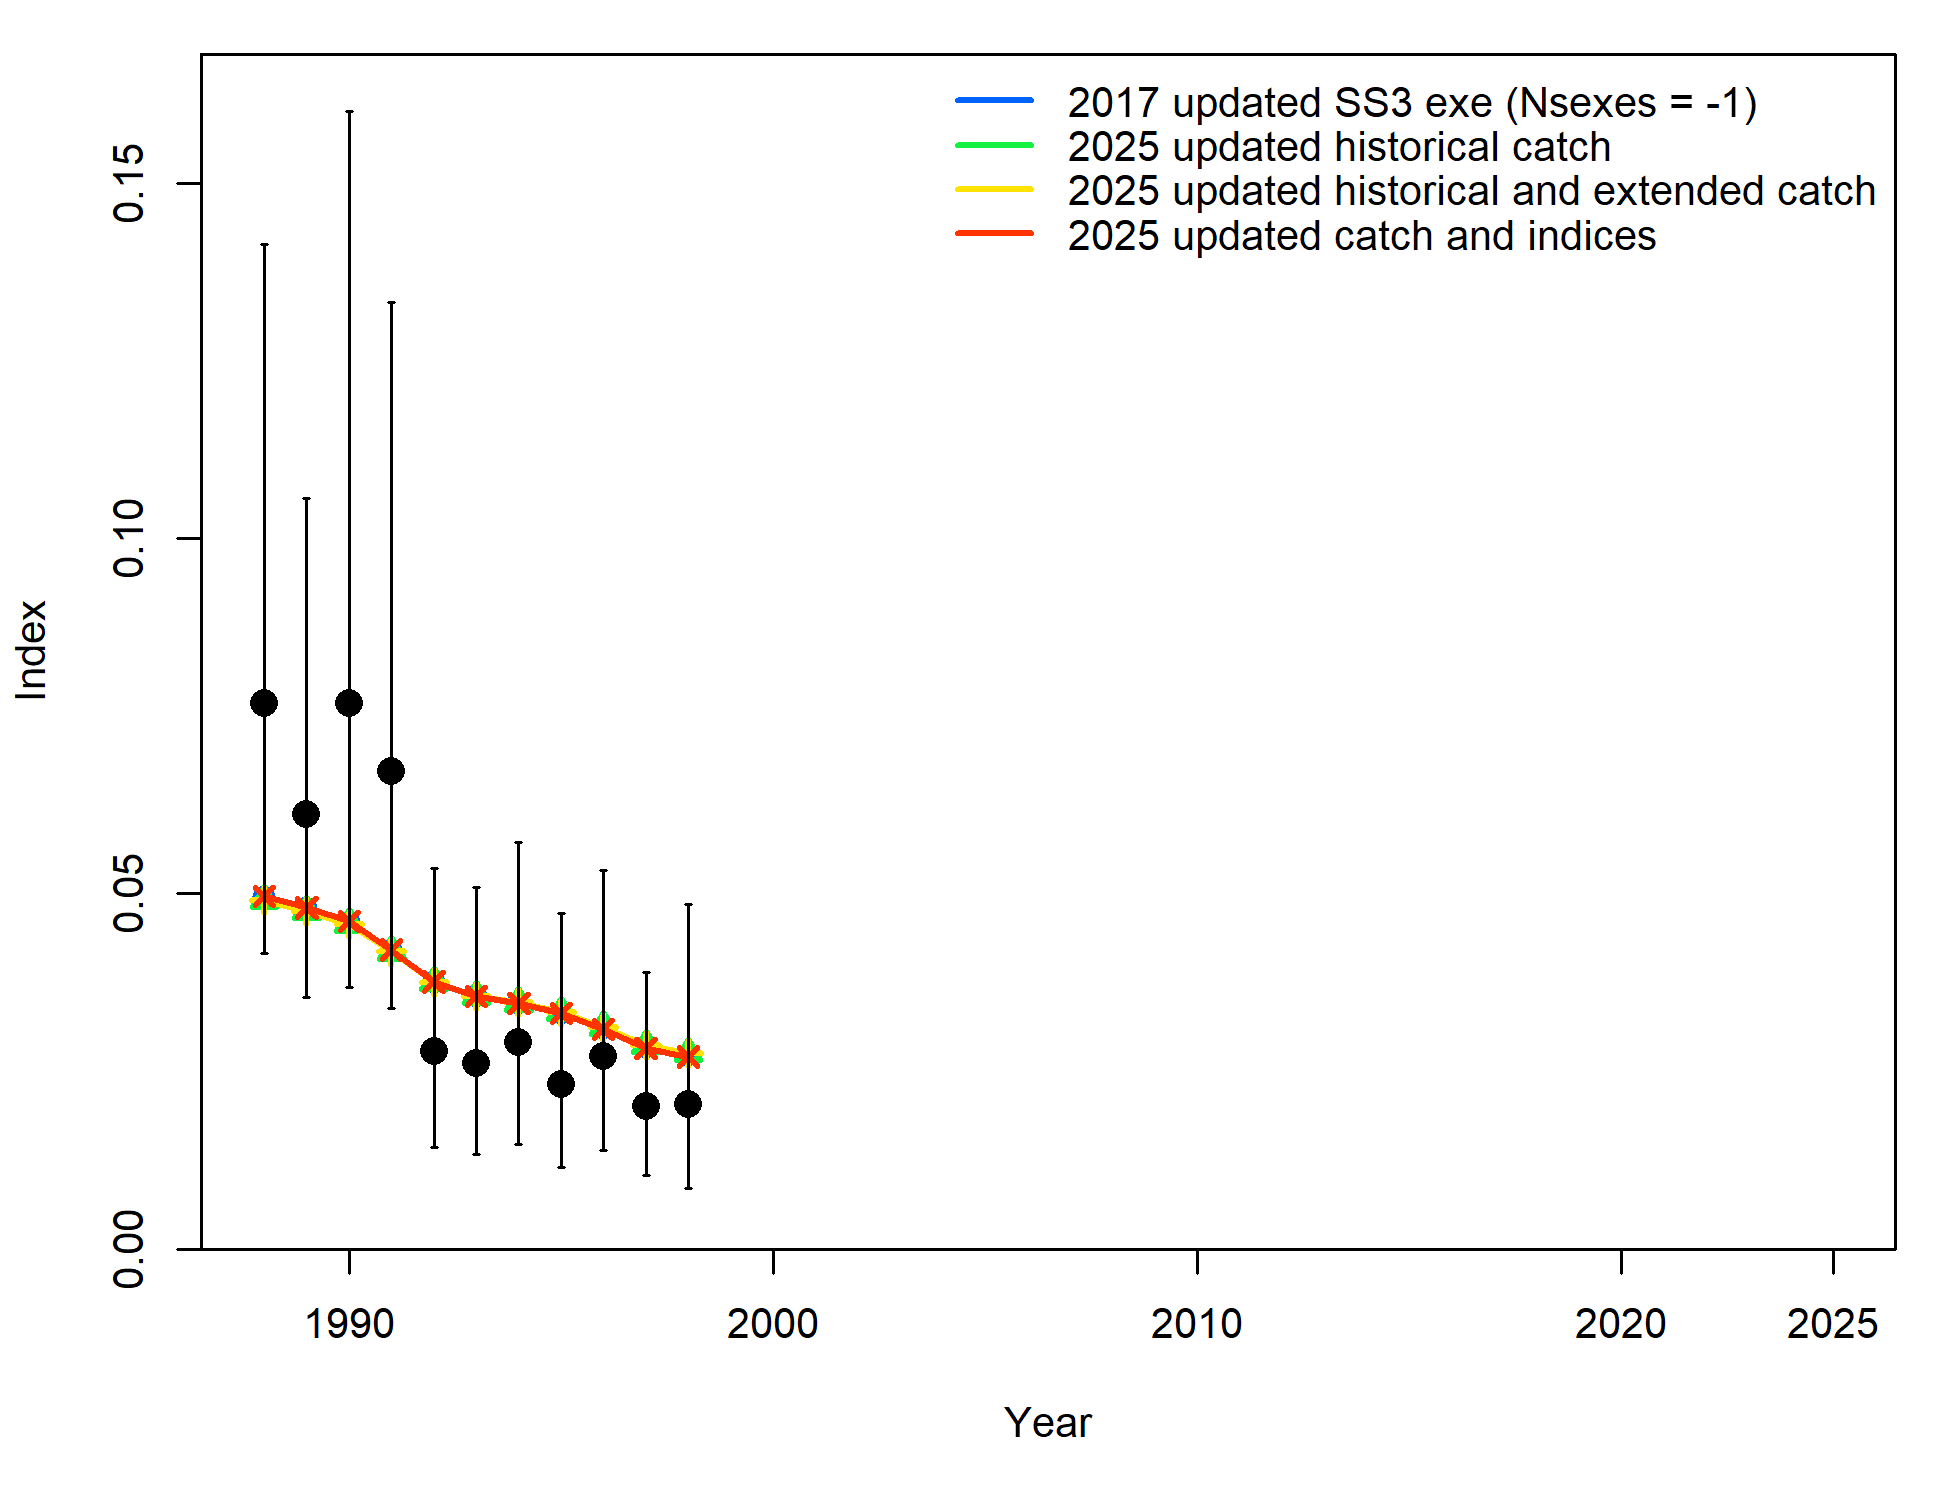 2017 updated SS3 exe (Nsexes = -1)
2025 updated historical catch
2025 updated historical and extended catch
2025 updated catch and indices
0.15
0.10
0.05
0.00
Index
1990 2000 2010 2020 2025
Year